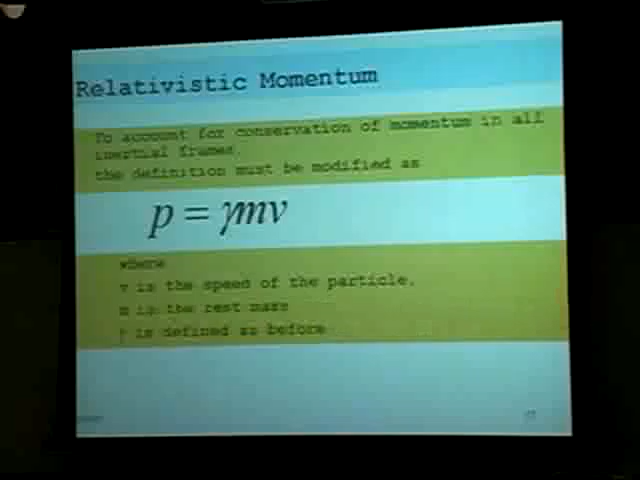 Relativistic Momentum
To account for conservation of momentum in all
inertial frames,
the definition must be modified as
p = γmv
where
v is the speed of the particle,
m is the rest mass
γ is defined as before